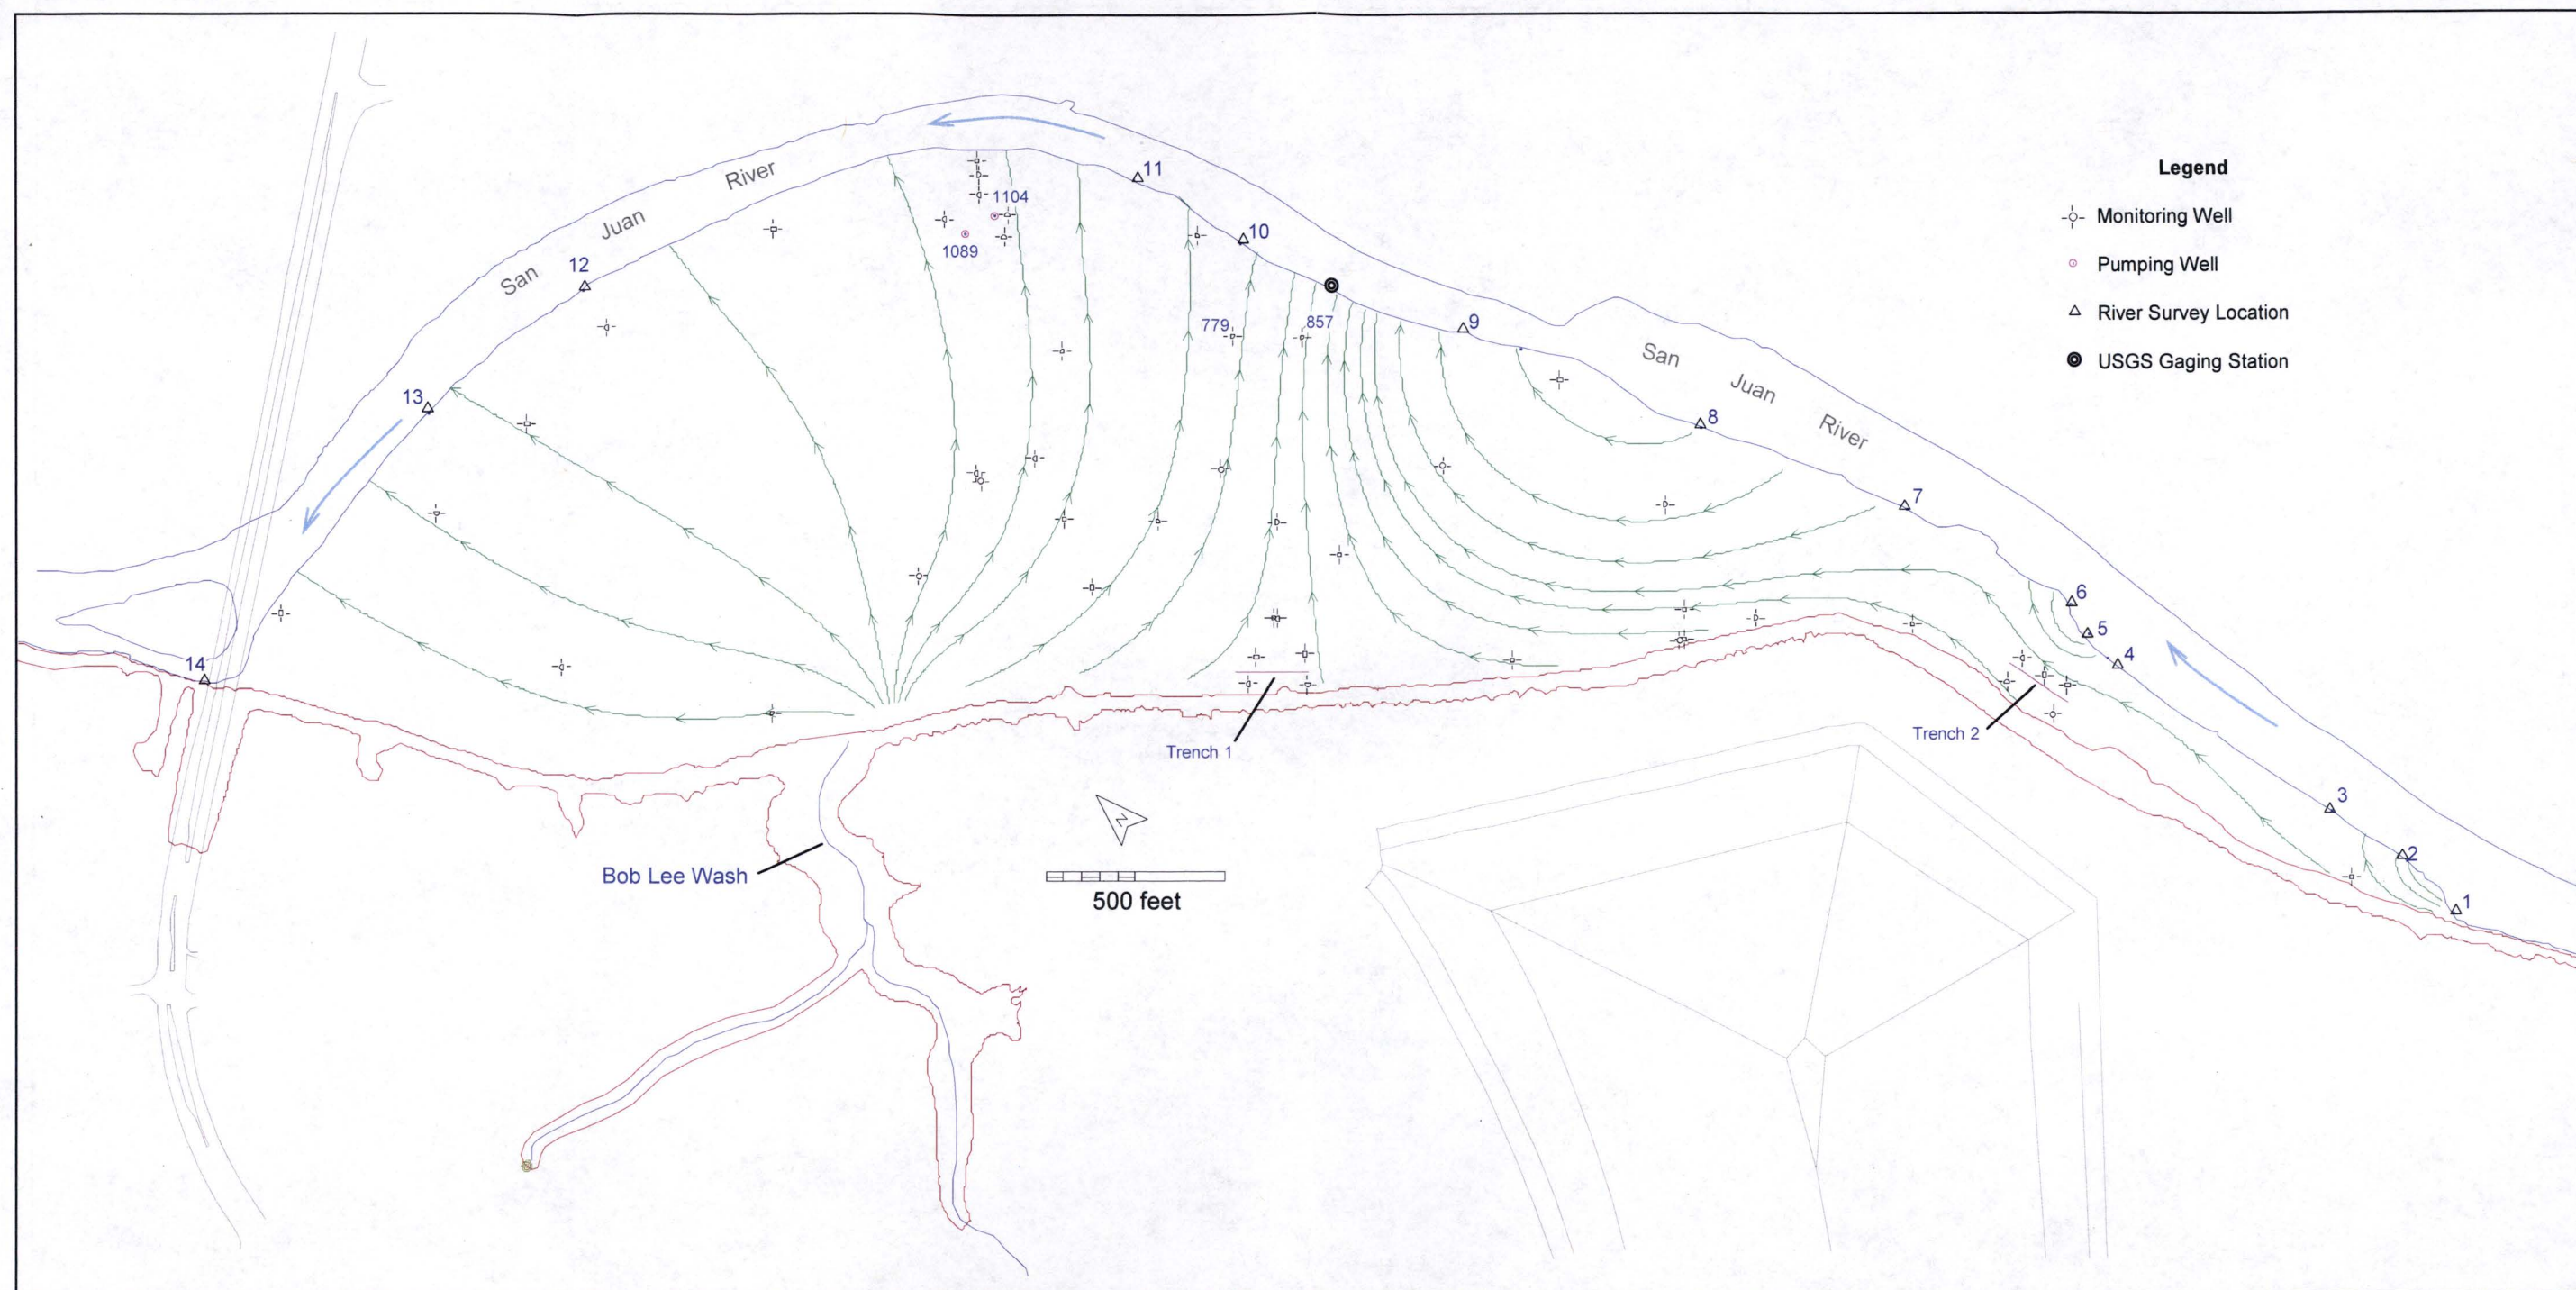 11
River
1104
Juan
1089
San
12
10
13
779
857
9
San
Juan
River
8
7
6
5
4
3
2
1
14
Legend
Monitoring Well
Pumping Well
River Survey Location
USGS Gaging Station
Trench 1
Trench 2
Bob Lee Wash
N
500 feet